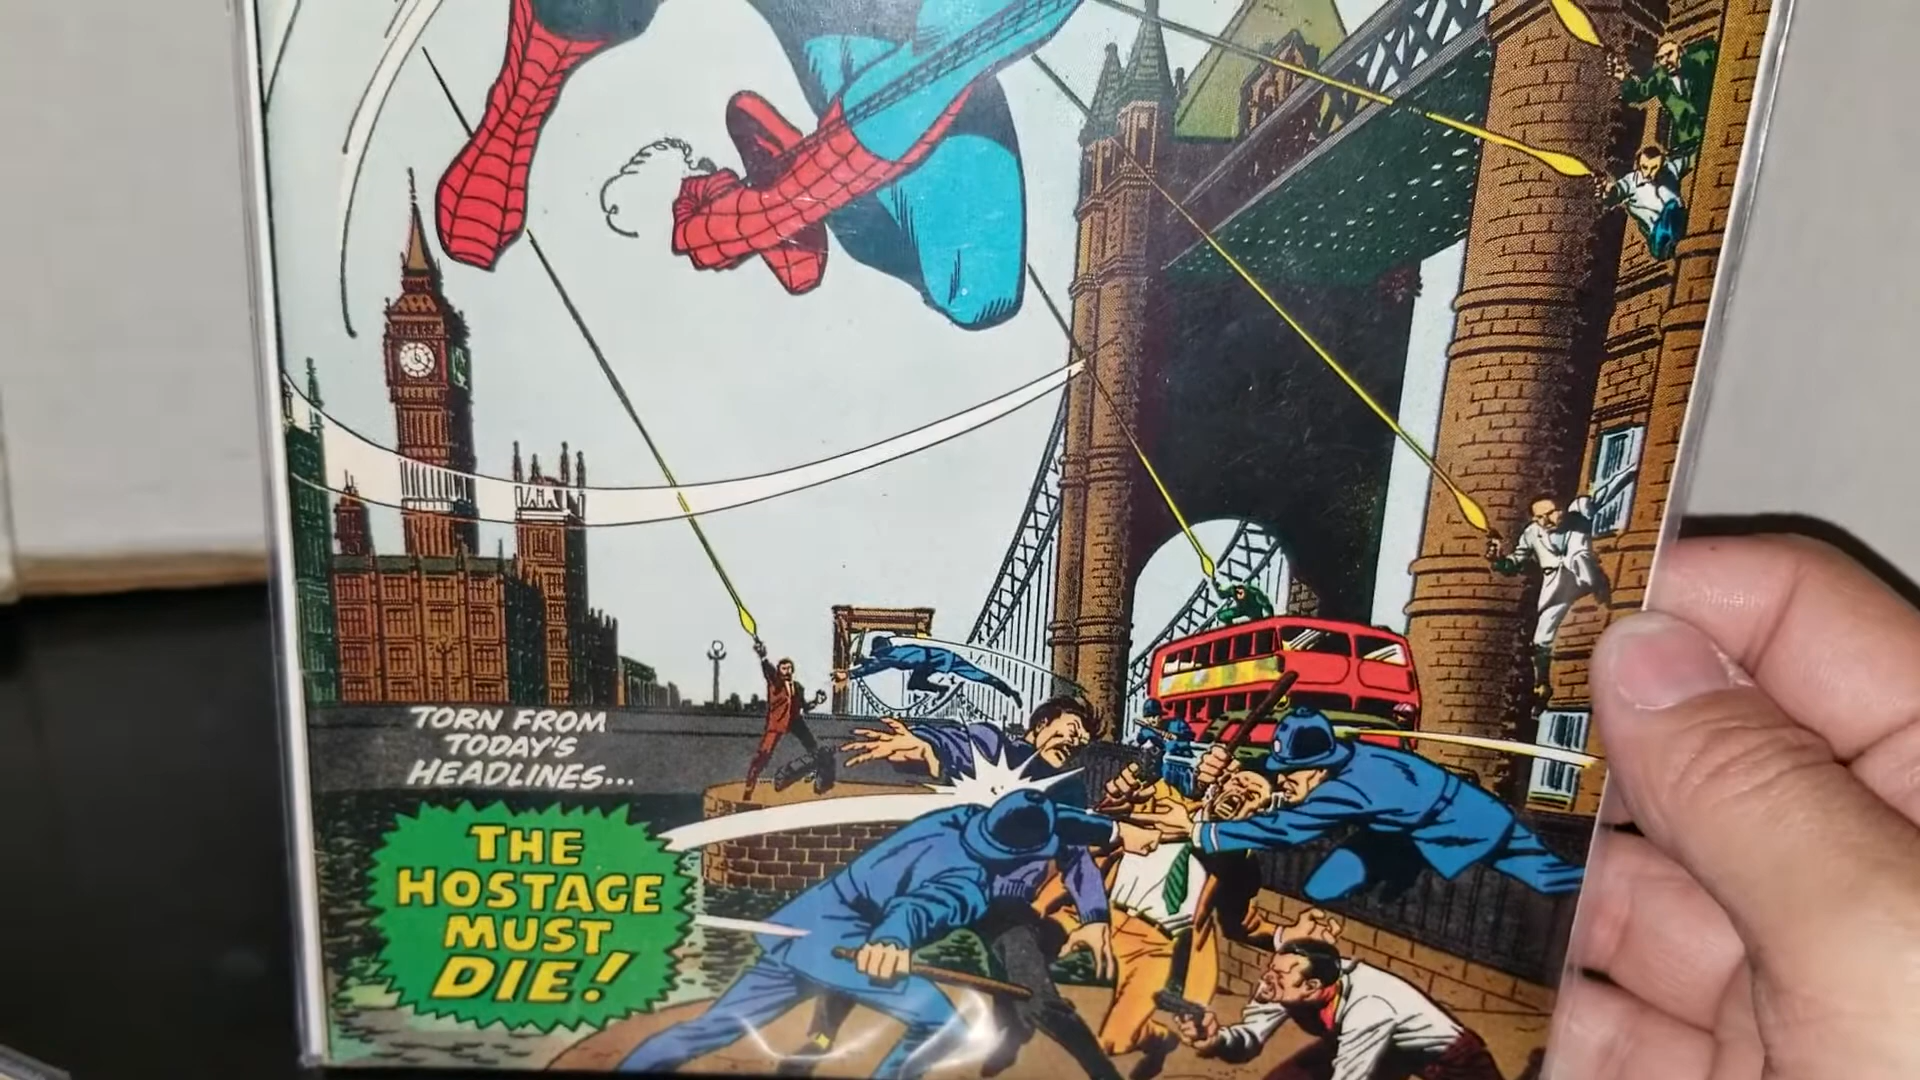 TORN FROM
TODAY'S
HEADLINES...
THE
HOSTAGE
MUST
DIE!